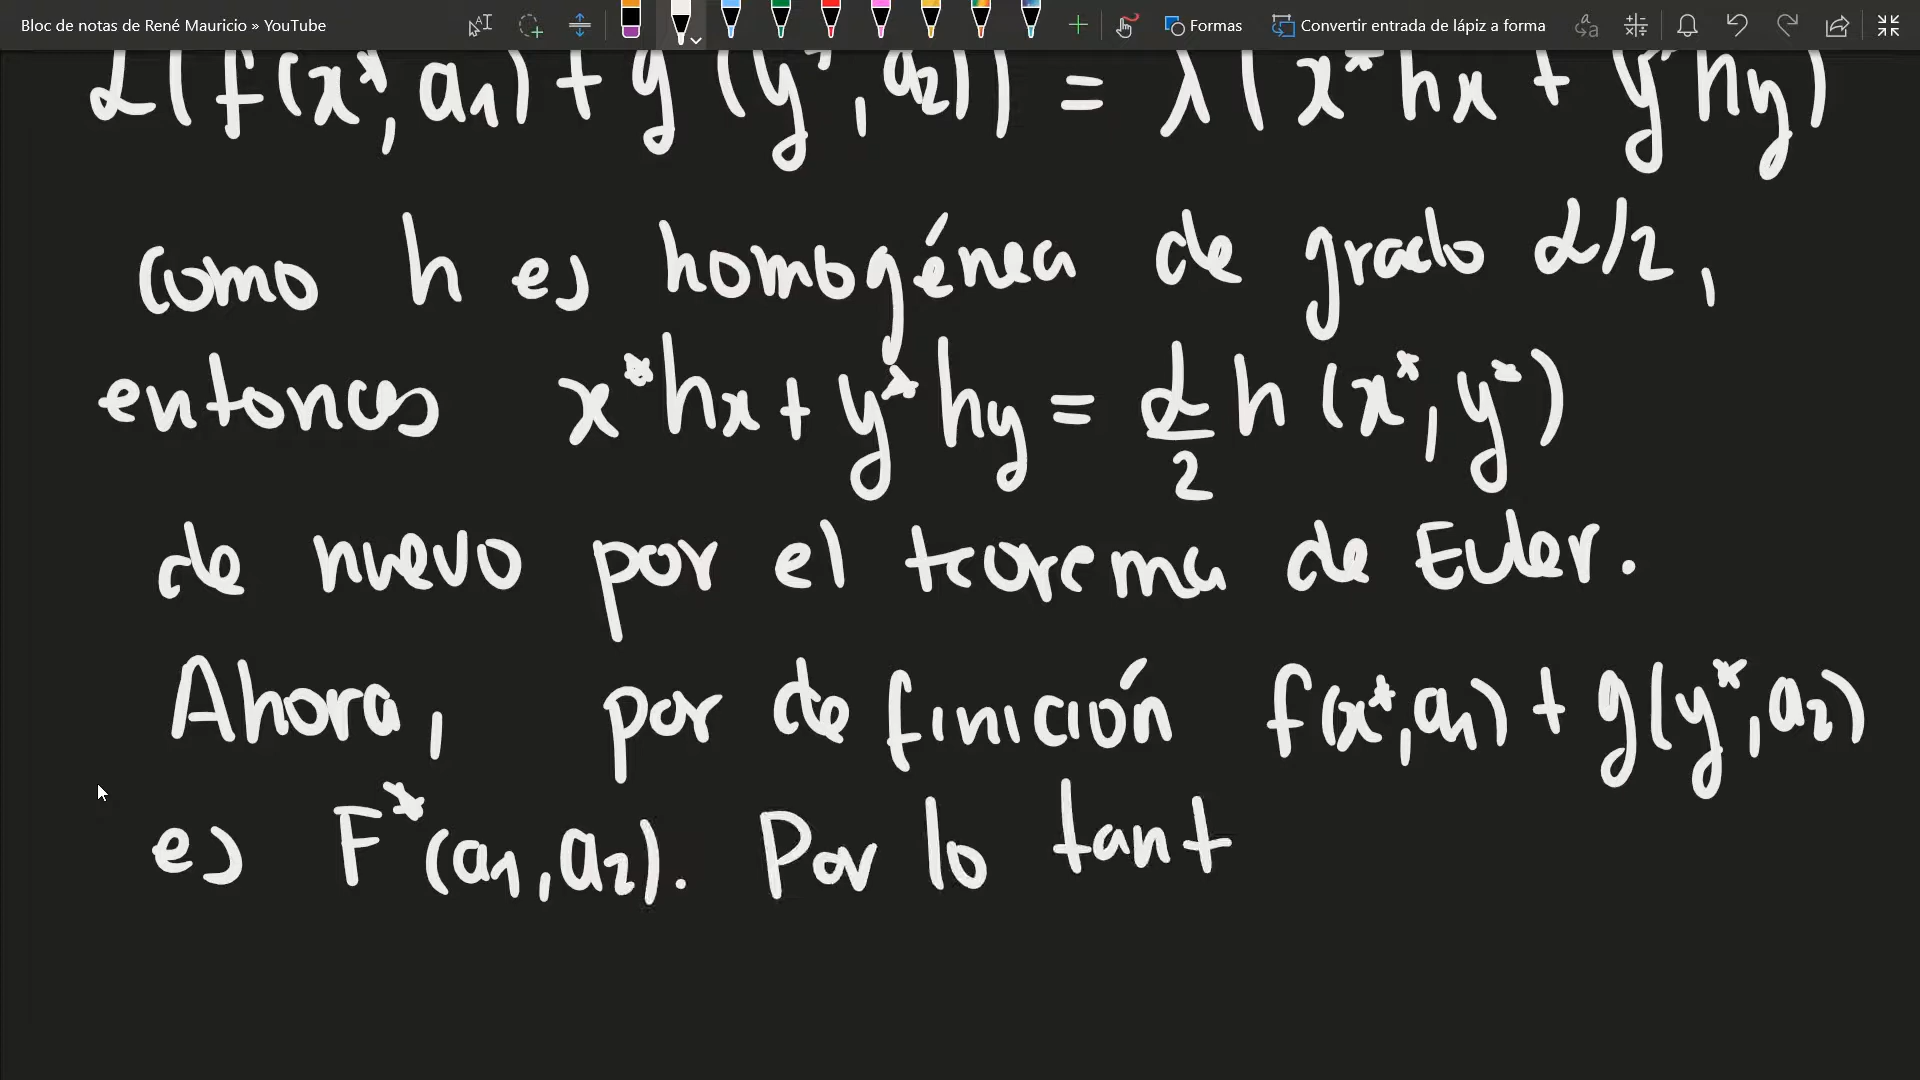 Bloc de notas de René Mauricio » YouTube
Formas
Convertir entrada de lápiz a forma
α(f(x*,a1) + g(y*,a2)) = λ(x*hx + y*hy)
como h es homogénea de grado α/2,
entonces x*hx + y*hy = α/2 h(x*,y*)
de nuevo por el teorema de Euler.
Ahora, por definición f(x*,a1) + g(y*,a2)
es F*(a1,a2). Por lo tant